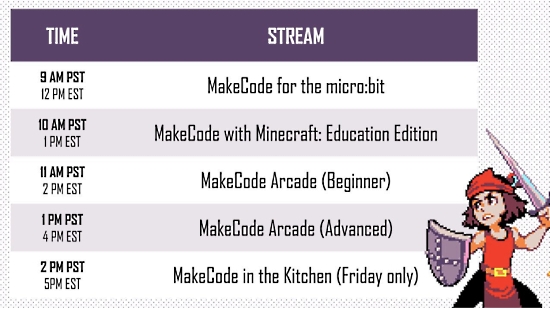 TIME STREAM
9 AM PST
12 PM EST
MakeCode for the micro:bit
10 AM PST
1 PM EST
MakeCode with Minecraft: Education Edition
11 AM PST
2 PM EST
MakeCode Arcade (Beginner)
1 PM PST
4 PM EST
MakeCode Arcade (Advanced)
2 PM PST
5PM EST
MakeCode in the Kitchen (Friday only)